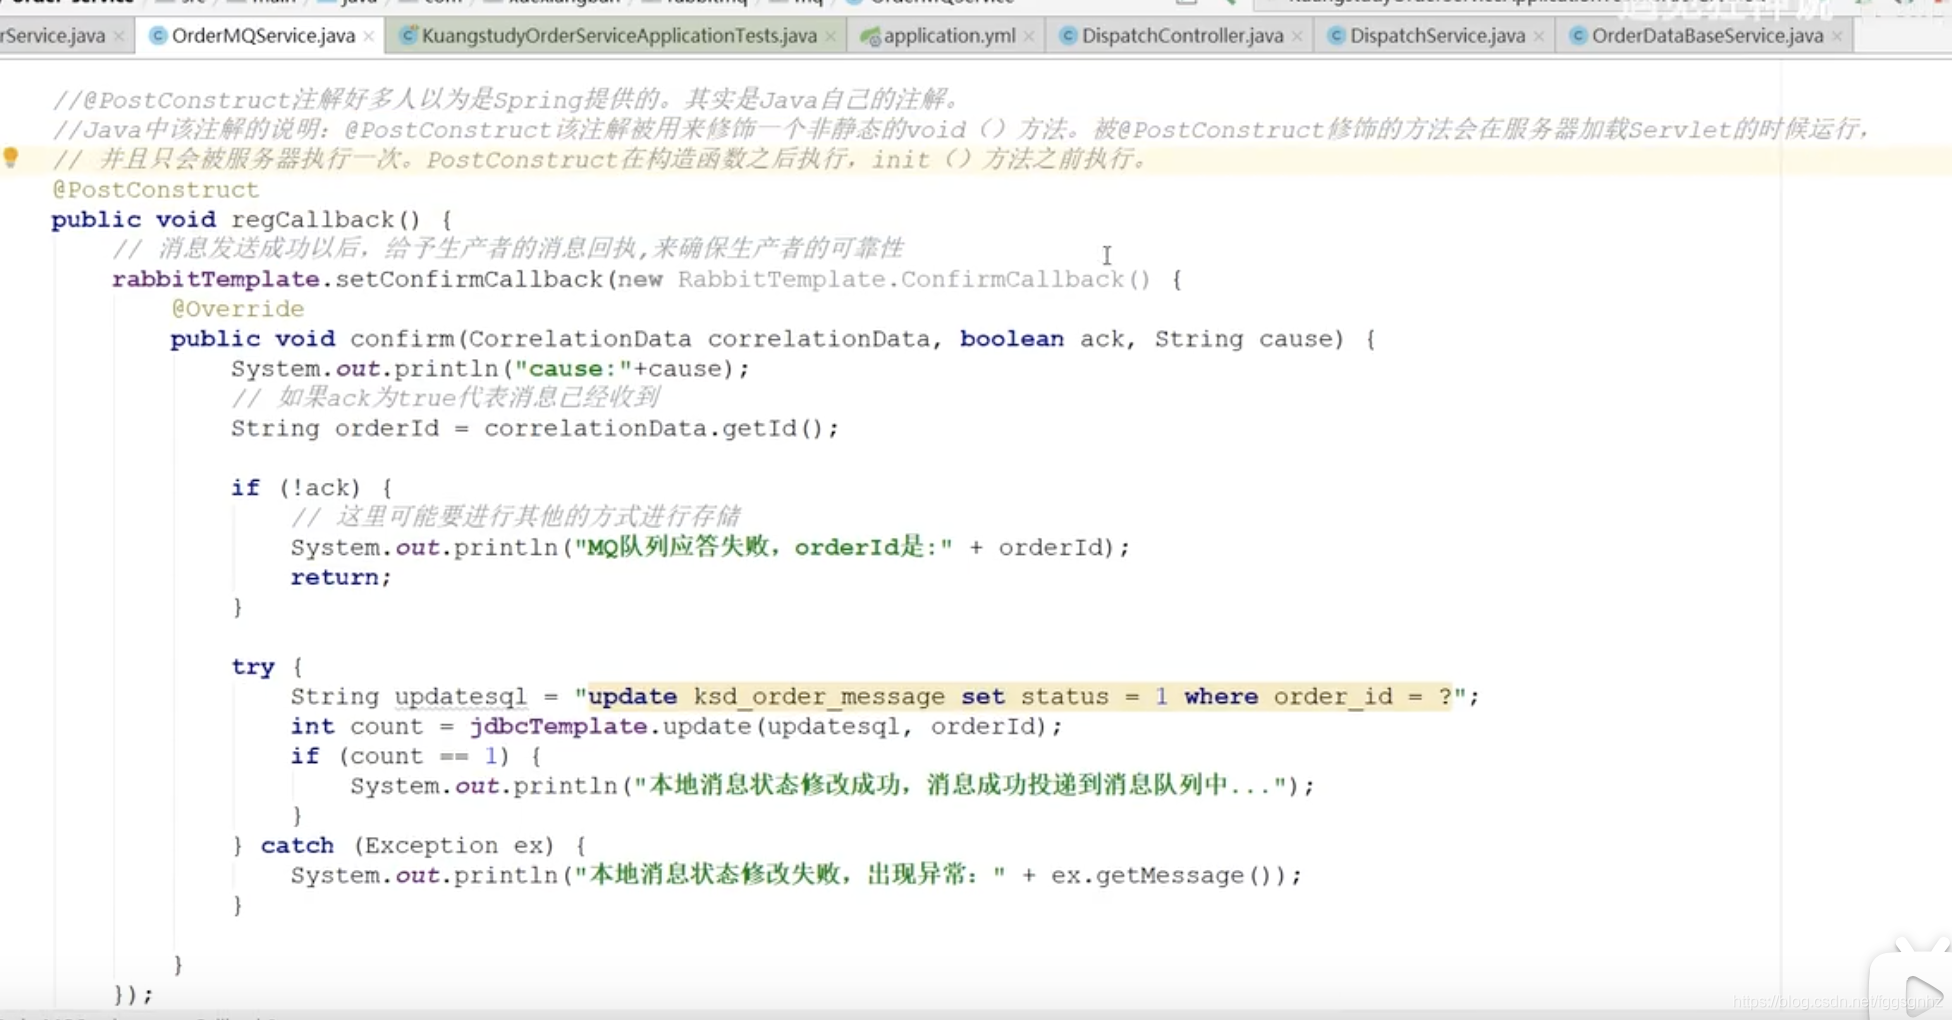 rService.java OrderMQService.java KuangstudyOrderServiceApplicationTests.java application.yml DispatchController.java DispatchService.java OrderDataBaseService.java
//@PostConstruct注解好多人以为是Spring提供的。其实是Java自己的注解。
//Java中该注解的说明：@PostConstruct该注解被用来修饰一个非静态的void（）方法。被@PostConstruct修饰的方法会在服务器加载Servlet的时候运行，
// 并且只会被服务器执行一次。PostConstruct在构造函数之后执行，init（）方法之前执行。
@PostConstruct
public void regCallback() {
// 消息发送成功以后，给予生产者的消息回执,来确保生产者的可靠性
rabbitTemplate.setConfirmCallback(new RabbitTemplate.ConfirmCallback() {
@Override
public void confirm(CorrelationData correlationData, boolean ack, String cause) {
System.out.println("cause:"+cause);
// 如果ack为true代表消息已经收到
String orderId = correlationData.getId();
if (!ack) {
// 这里可能要进行其他的方式进行存储
System.out.println("MQ队列应答失败，orderId是:" + orderId);
return;
}
try {
String updatesql = "update ksd_order_message set status = 1 where order_id = ?";
int count = jdbcTemplate.update(updatesql, orderId);
if (count == 1) {
System.out.println("本地消息状态修改成功，消息成功投递到消息队列中...");
}
} catch (Exception ex) {
System.out.println("本地消息状态修改失败，出现异常：" + ex.getMessage());
}
}
});